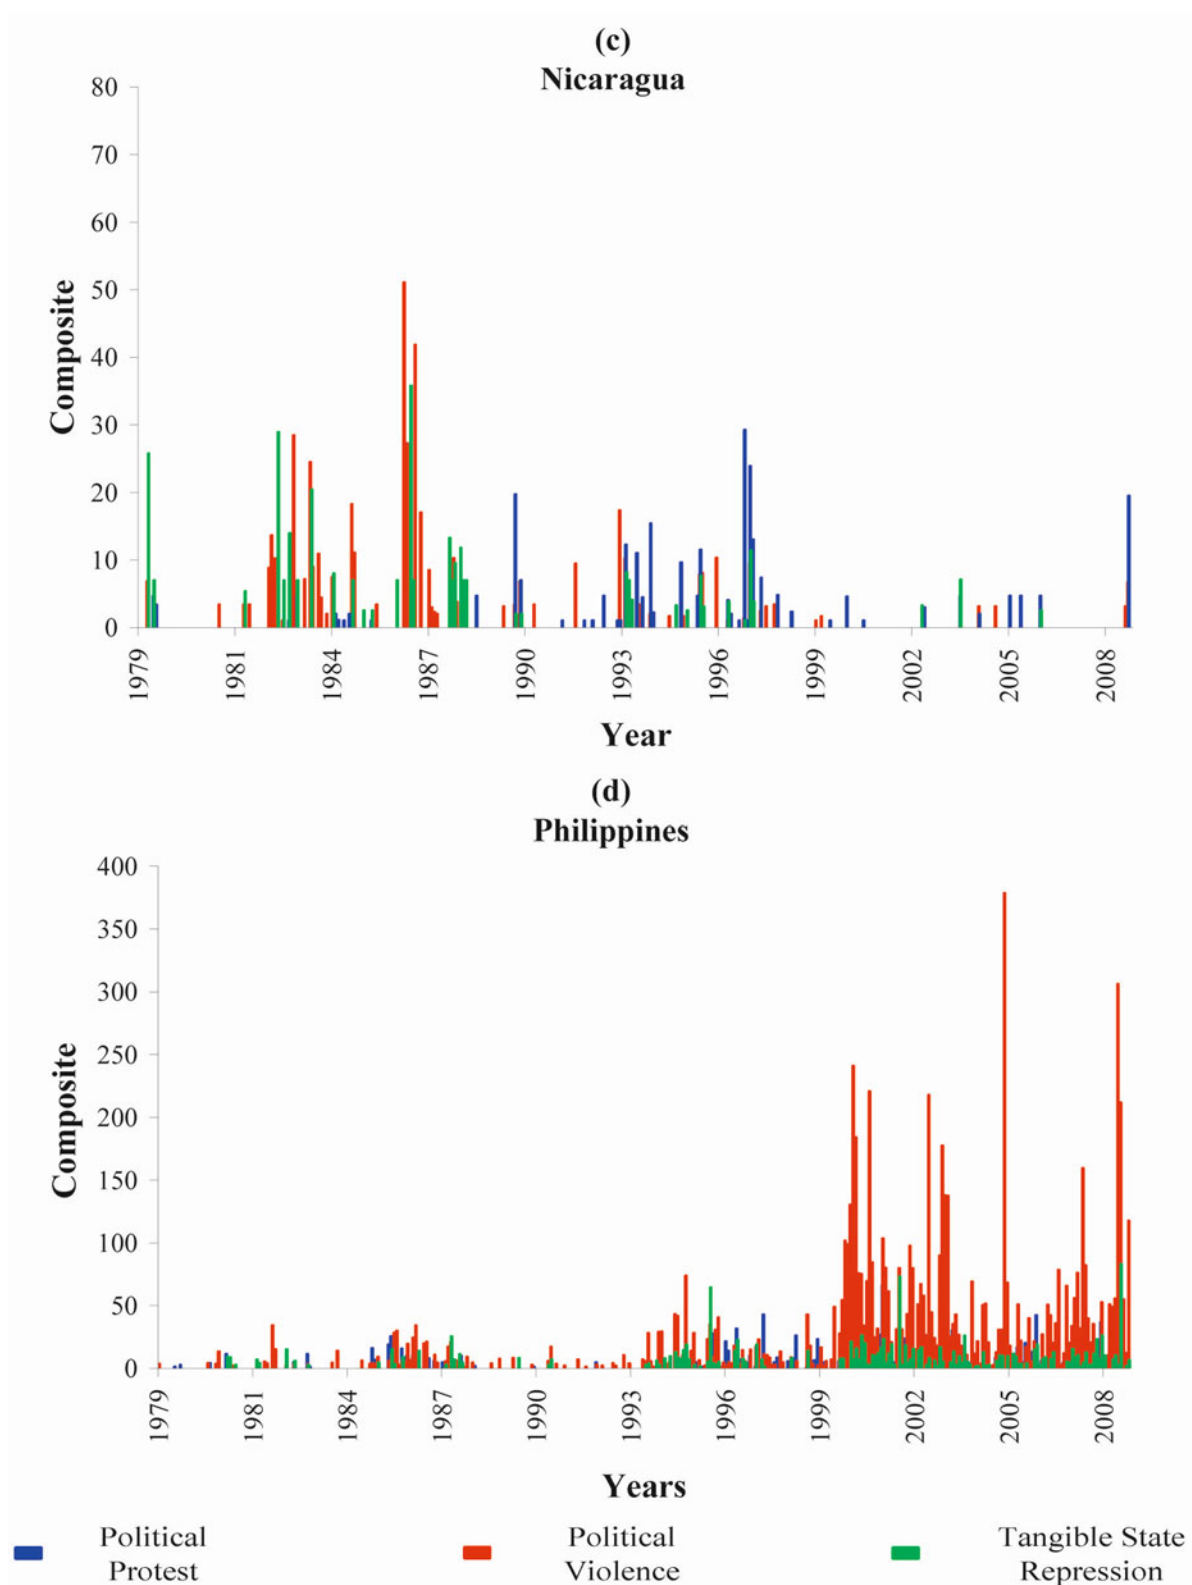 (c)
Nicaragua
80
70
60
50
40
30
20
10
0
Composite
1979
1981
1984
1987
1990
1993
1996
1999
2002
2005
2008
Year
(d)
Philippines
400
350
300
250
200
150
100
50
0
Composite
1979
1981
1984
1987
1990
1993
1996
1999
2002
2005
2008
Years
Political
Protest
Political
Violence
Tangible State
Repression